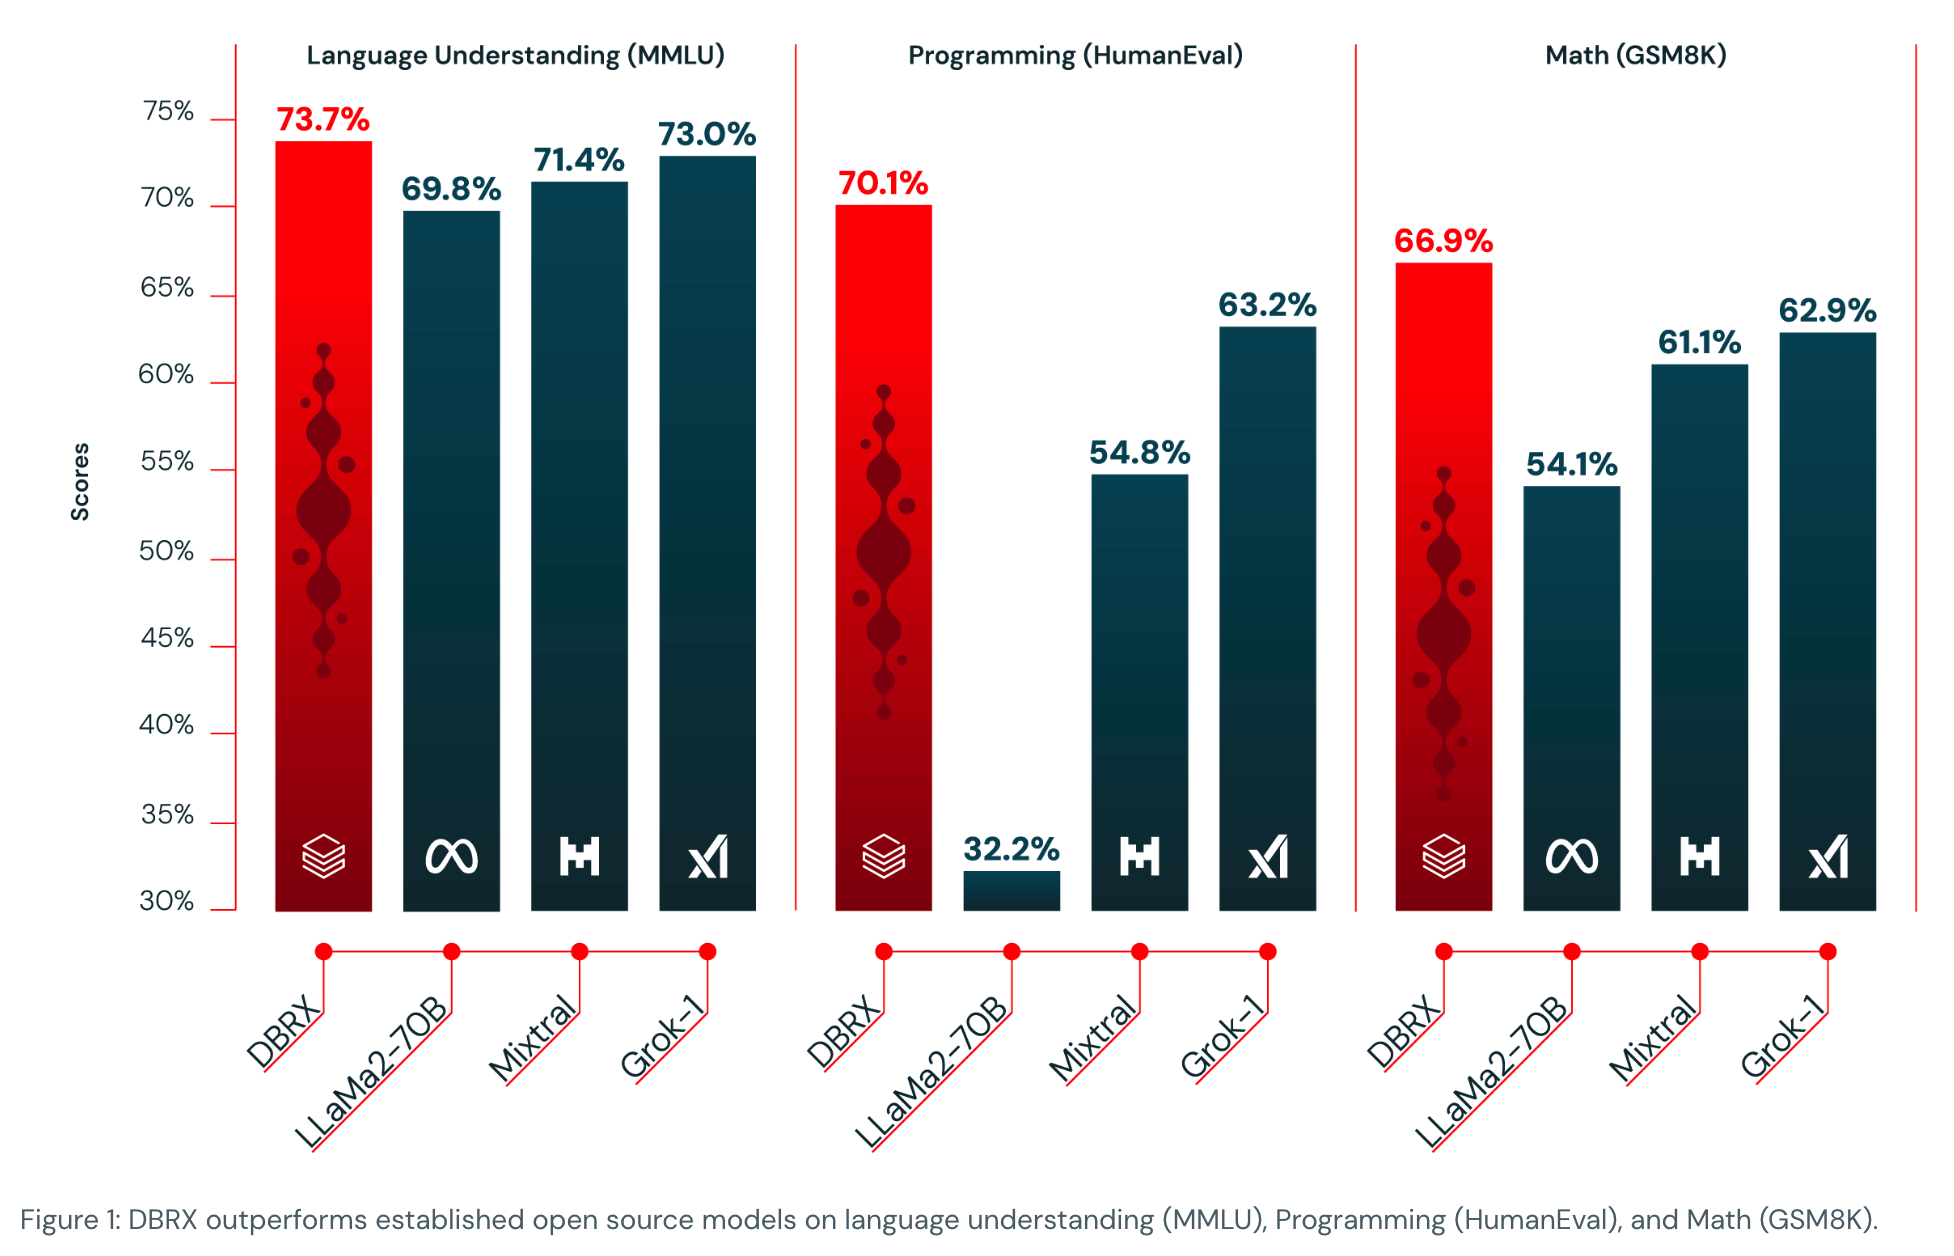 Language Understanding (MMLU)
Programming (HumanEval)
Math (GSM8K)
Scores
75%
70%
65%
60%
55%
50%
45%
40%
35%
30%
73.7%
69.8%
71.4%
73.0%
70.1%
32.2%
54.8%
63.2%
66.9%
54.1%
61.1%
62.9%
DBRX
LLaMa2-70B
Mixtral
Grok-1
DBRX
LLaMa2-70B
Mixtral
Grok-1
DBRX
LLaMa2-70B
Mixtral
Grok-1
Figure 1: DBRX outperforms established open source models on language understanding (MMLU), Programming (HumanEval), and Math (GSM8K).